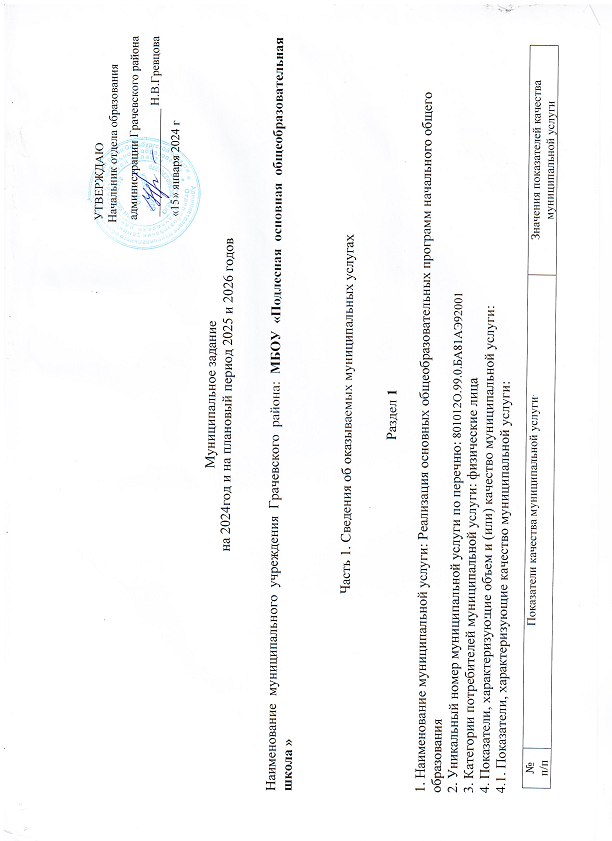 УТВЕРЖДАЮ
Начальник отдела образования
администрации Грачевского района
Н.В.Гревцова
«15» января 2024 г
Муниципальное задание
на 2024год и на плановый период 2025 и 2026 годов
Наименование муниципального учреждения Грачевского района: МБОУ «Подлесная основная общеобразовательная
школа »
Часть 1. Сведения об оказываемых муниципальных услугах
Раздел 1
1. Наименование муниципальной услуги: Реализация основных общеобразовательных программ начального общего
образования
2. Уникальный номер муниципальной услуги по перечню: 801012О.99.0.БА81АЭ92001
3. Категории потребителей муниципальной услуги: физические лица
4. Показатели, характеризующие объем и (или) качество муниципальной услуги:
4.1. Показатели, характеризующие качество муниципальной услуги:
№
п/п
Показатели качества муниципальной услуги
Значения показателей качества
муниципальной услуги